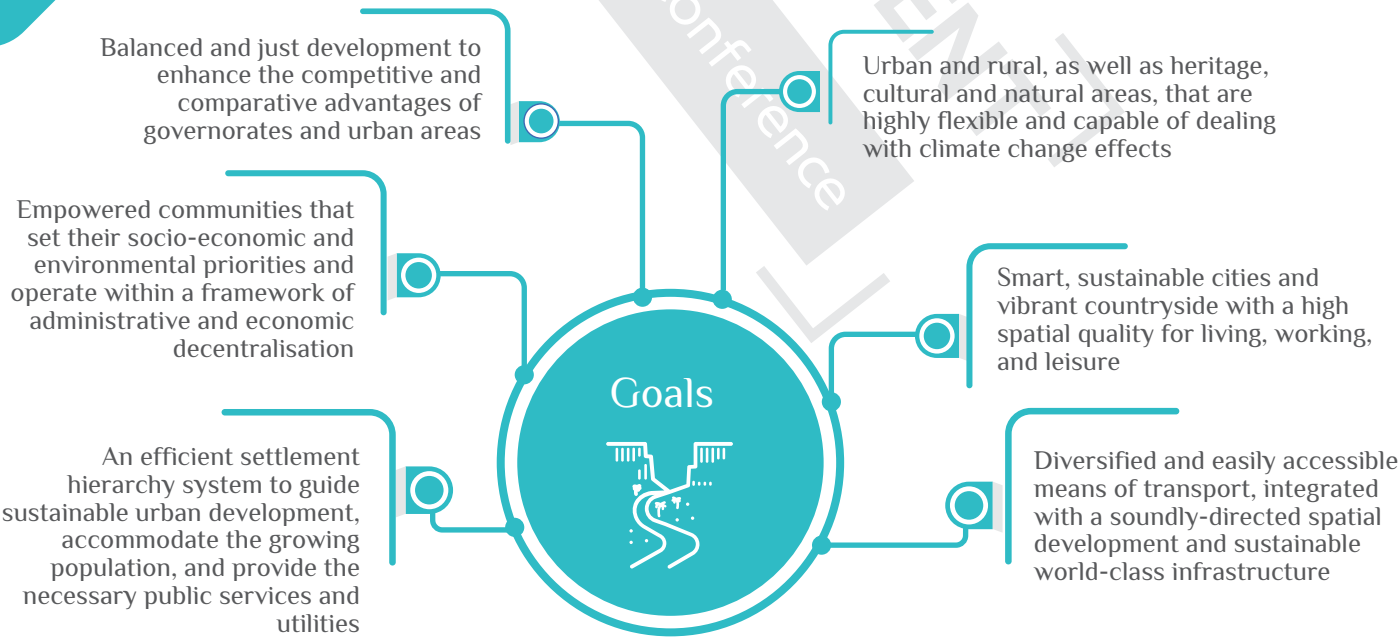 Balanced and just development to
enhance the competitive and
comparative advantages of
governorates and urban areas
Urban and rural, as well as heritage,
cultural and natural areas, that are
highly flexible and capable of dealing
with climate change effects
Empowered communities that
set their socio-economic and
environmental priorities and
operate within a framework of
administrative and economic
decentralisation
Smart, sustainable cities and
vibrant countryside with a high
spatial quality for living, working,
and leisure
An efficient settlement
hierarchy system to guide
sustainable urban development,
accommodate the growing
population, and provide the
necessary public services and
utilities
Diversified and easily accessible
means of transport, integrated
with a soundly-directed spatial
development and sustainable
world-class infrastructure
Goals